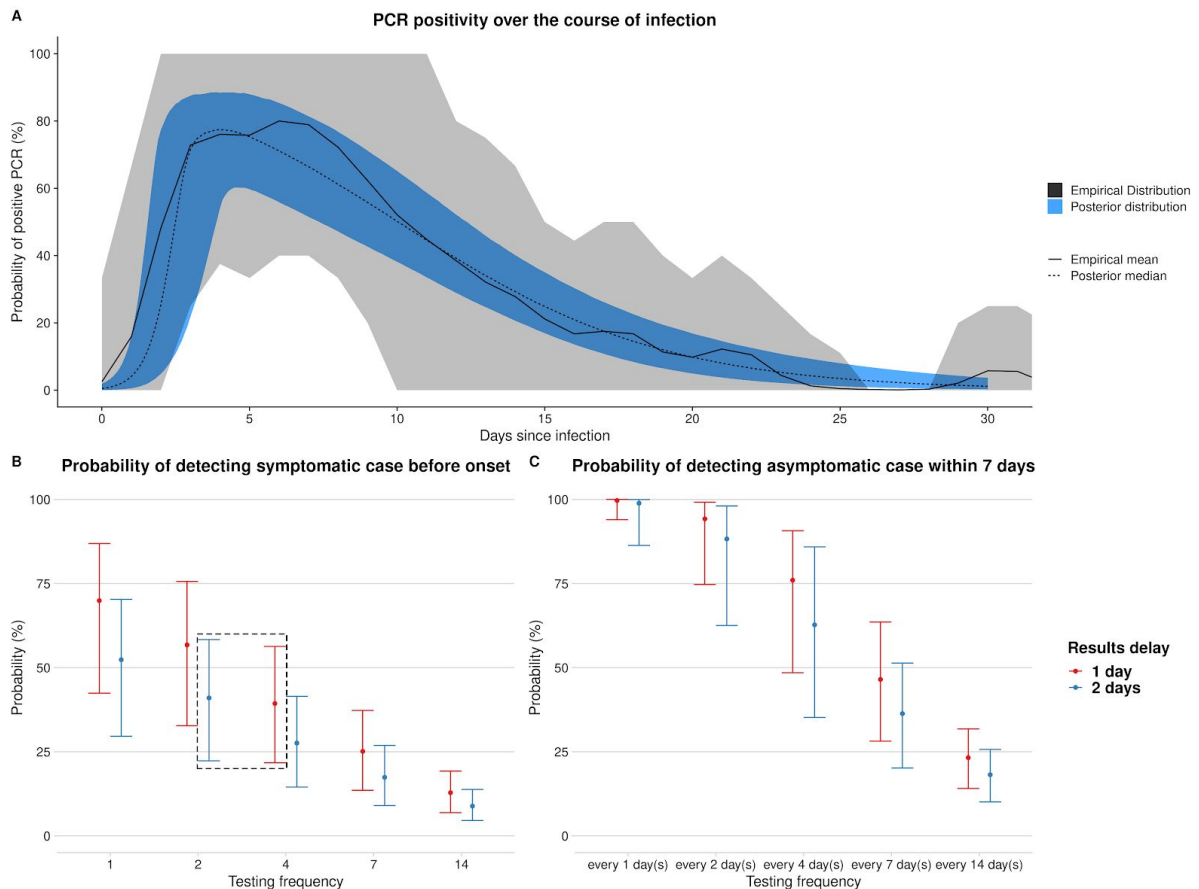 A
PCR positivity over the course of infection
Probability of positive PCR (%)
100
80
60
40
20
0
0 5 10 15 20 25 30
Days since infection
Empirical Distribution
Posterior distribution
Empirical mean
Posterior median
B
Probability of detecting symptomatic case before onset
Probability (%)
100
75
50
25
0
1 2 4 7 14
Testing frequency
C
Probability of detecting asymptomatic case within 7 days
Probability (%)
100
75
50
25
0
every 1 day(s) every 2 day(s) every 4 day(s) every 7 day(s) every 14 day(s)
Testing frequency
Results delay
1 day
2 days